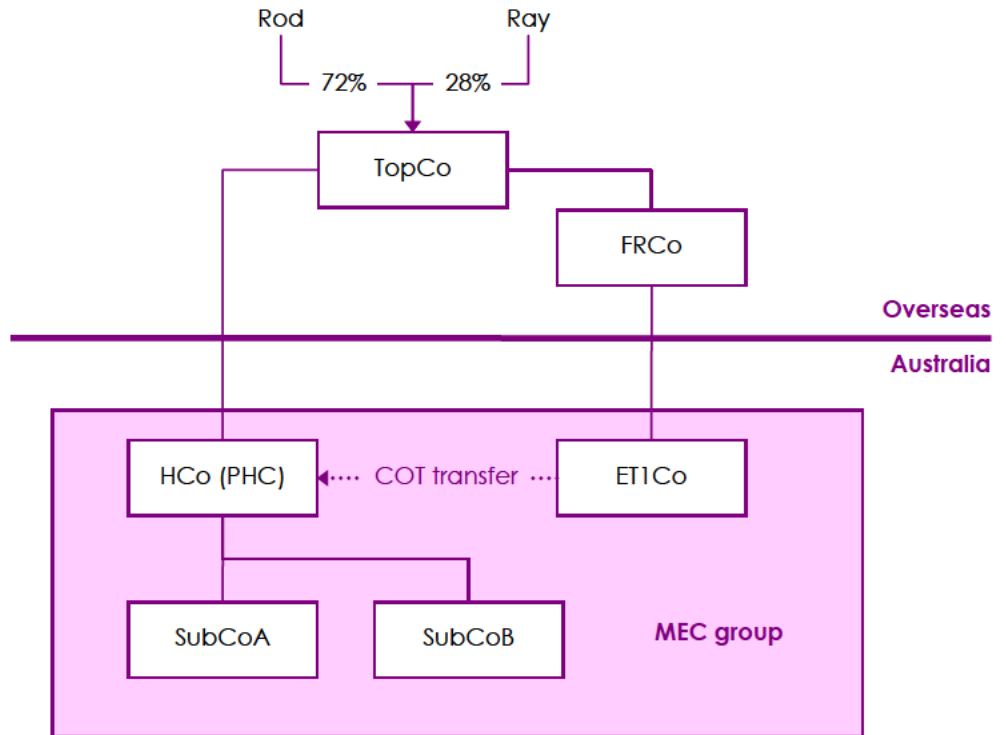 Rod
Ray
72%
28%
TopCo
FRCo
Overseas
Australia
HCo (PHC)
COT transfer
ET1Co
SubCoA
SubCoB
MEC group